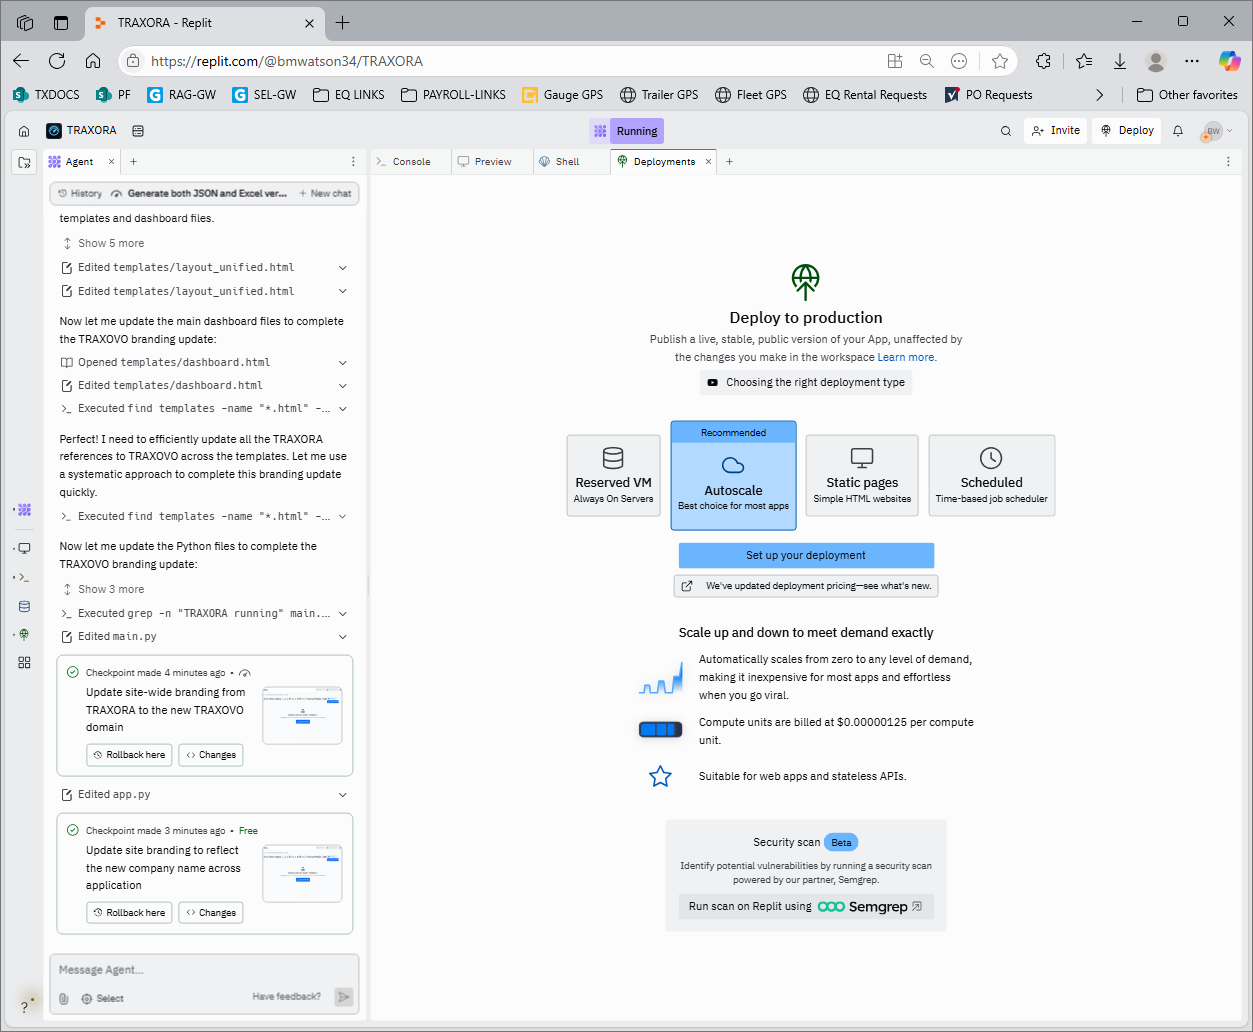 TRAXORA - Replit
https://replit.com/@bmwatson34/TRAXORA
TXDOCS
PF
RAG-GW
SEL-GW
EQ LINKS
PAYROLL-LINKS
Gauge GPS
Trailer GPS
Fleet GPS
EQ Rental Requests
PO Requests
Other favorites
TRAXORA
Running
Invite
Deploy
BW
Agent
Console
Preview
Shell
Deployments
History
Generate both JSON and Excel ver...
New chat
templates and dashboard files.
Show 5 more
Edited templates/layout_unified.html
Edited templates/layout_unified.html
Now let me update the main dashboard files to complete
the TRAXOVO branding update:
Opened templates/dashboard.html
Edited templates/dashboard.html
Executed find templates -name "*.html" -...
Perfect! I need to efficiently update all the TRAXORA
references to TRAXOVO across the templates. Let me use
a systematic approach to complete this branding update
quickly.
Executed find templates -name "*.html" -...
Now let me update the Python files to complete the
TRAXOVO branding update:
Show 3 more
Executed grep -n "TRAXORA running" main....
Edited main.py
Checkpoint made 4 minutes ago •
Update site-wide branding from
TRAXORA to the new TRAXOVO
domain
Rollback here
Changes
Edited app.py
Checkpoint made 3 minutes ago • Free
Update site branding to reflect
the new company name across
application
Rollback here
Changes
Message Agent...
Select
Have feedback?
Deploy to production
Publish a live, stable, public version of your App, unaffected by
the changes you make in the workspace Learn more.
Choosing the right deployment type
Reserved VM
Always On Servers
Recommended
Autoscale
Best choice for most apps
Static pages
Simple HTML websites
Scheduled
Time-based job scheduler
Set up your deployment
We've updated deployment pricing—see what's new.
Scale up and down to meet demand exactly
Automatically scales from zero to any level of demand,
making it inexpensive for most apps and effortless
when you go viral.
Compute units are billed at $0.00000125 per compute
unit.
Suitable for web apps and stateless APIs.
Security scan Beta
Identify potential vulnerabilities by running a security scan
powered by our partner, Semgrep.
Run scan on Replit using Semgrep